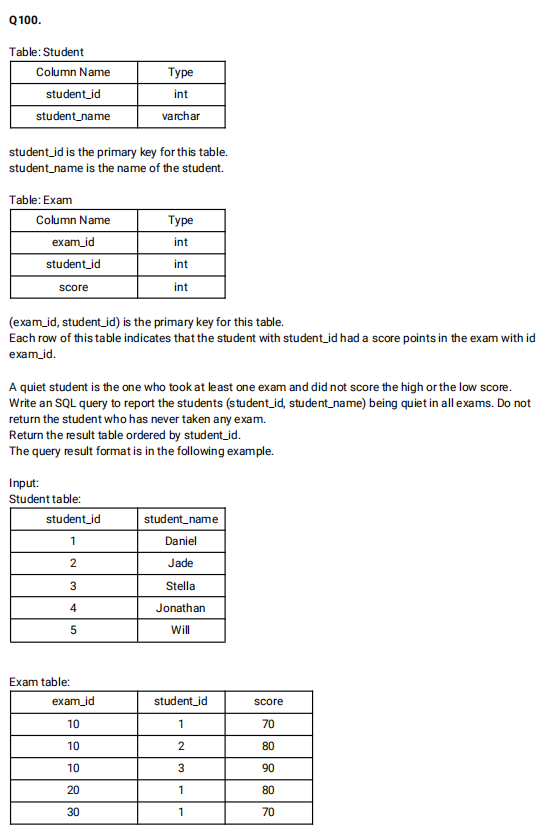 Q100.
Table: Student
Column Name Type
student_id int
student_name varchar
student_id is the primary key for this table.
student_name is the name of the student.
Table: Exam
Column Name Type
exam_id int
student_id int
score int
(exam_id, student_id) is the primary key for this table.
Each row of this table indicates that the student with student_id had a score points in the exam with id
exam_id.
A quiet student is the one who took at least one exam and did not score the high or the low score.
Write an SQL query to report the students (student_id, student_name) being quiet in all exams. Do not
return the student who has never taken any exam.
Return the result table ordered by student_id.
The query result format is in the following example.
Input:
Student table:
student_id student_name
1 Daniel
2 Jade
3 Stella
4 Jonathan
5 Will
Exam table:
exam_id student_id score
10 1 70
10 2 80
10 3 90
20 1 80
30 1 70